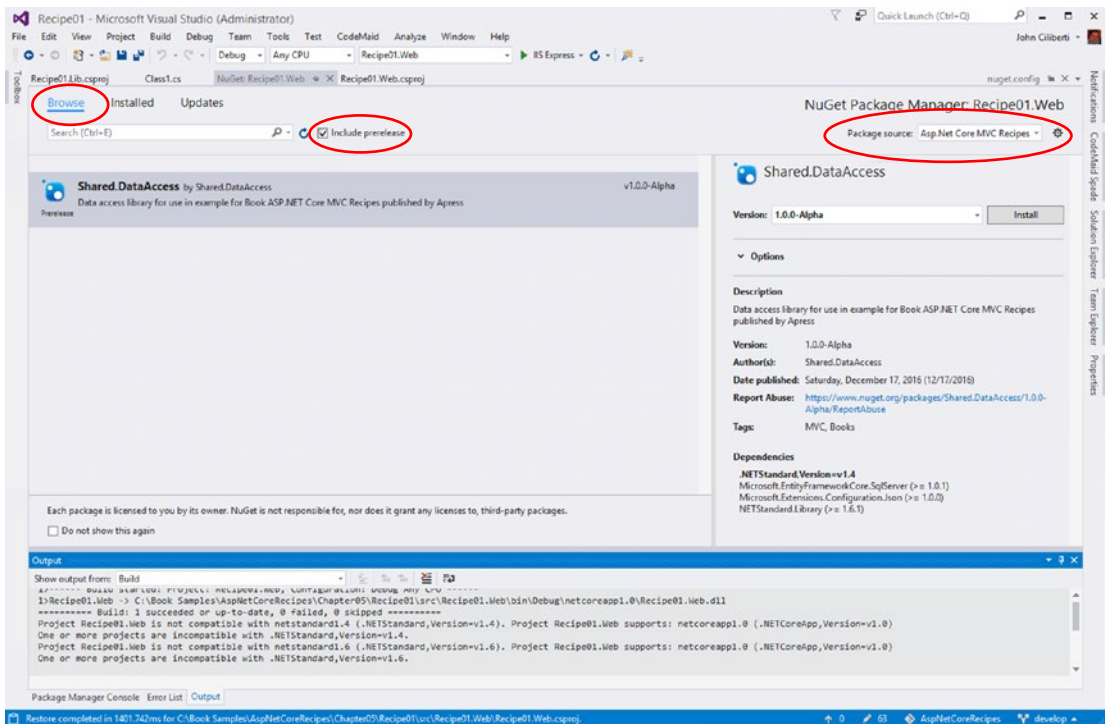 Recipe01 - Microsoft Visual Studio (Administrator)
Quick Launch (Ctrl+Q)
File Edit View Project Build Debug Team Tools Test CodeMaid Analyze Window Help
John Ciliberti
Debug Any CPU Recipe01.Web IIS Express
Toolbox
Recipe01.Lib.csproj Class1.cs NuGet: Recipe01.Web Recipe01.Web.csproj nuget.config
Browse Installed Updates
NuGet Package Manager: Recipe01.Web
Search (Ctrl+E)
Include prerelease
Package source: Asp.Net Core MVC Recipes
Shared.DataAccess by Shared.DataAccess v1.0.0-Alpha
Data access library for use in example for Book ASP.NET Core MVC Recipes published by Apress
Prerelease
Shared.DataAccess
Version: 1.0.0-Alpha Install
Options
Description
Data access library for use in example for Book ASP.NET Core MVC Recipes
published by Apress
Version: 1.0.0-Alpha
Author(s): Shared.DataAccess
Date published: Saturday, December 17, 2016 (12/17/2016)
Report Abuse: https://www.nuget.org/packages/Shared.DataAccess/1.0.0-
Alpha/ReportAbuse
Tags: MVC, Books
Dependencies
.NETStandard,Version=v1.4
Microsoft.EntityFrameworkCore.SqlServer (>= 1.0.1)
Microsoft.Extensions.Configuration.Json (>= 1.0.0)
NETStandard.Library (>= 1.6.1)
Each package is licensed to you by its owner. NuGet is not responsible for, nor does it grant any licenses to, third-party packages.
Do not show this again
Notifications
CodeMaid Spade
Solution Explorer
Team Explorer
Properties
Output
Show output from: Build
1>------ Build started: Project: Recipe01.Web, Configuration: Debug Any CPU ------
1>Recipe01.Web -> C:\Book Samples\AspNetCoreRecipes\Chapter05\Recipe01\src\Recipe01.Web\bin\Debug\netcoreapp1.0\Recipe01.Web.dll
========== Build: 1 succeeded or up-to-date, 0 failed, 0 skipped ==========
Project Recipe01.Web is not compatible with netstandard1.4 (.NETStandard,Version=v1.4). Project Recipe01.Web supports: netcoreapp1.0 (.NETCoreApp,Version=v1.0)
One or more projects are incompatible with .NETStandard,Version=v1.4.
Project Recipe01.Web is not compatible with netstandard1.6 (.NETStandard,Version=v1.6). Project Recipe01.Web supports: netcoreapp1.0 (.NETCoreApp,Version=v1.0)
One or more projects are incompatible with .NETStandard,Version=v1.6.
Package Manager Console Error List Output
Restore completed in 1401.742ms for C:\Book Samples\AspNetCoreRecipes\Chapter05\Recipe01\src\Recipe01.Web\Recipe01.Web.csproj. 0 63 AspNetCoreRecipes develop